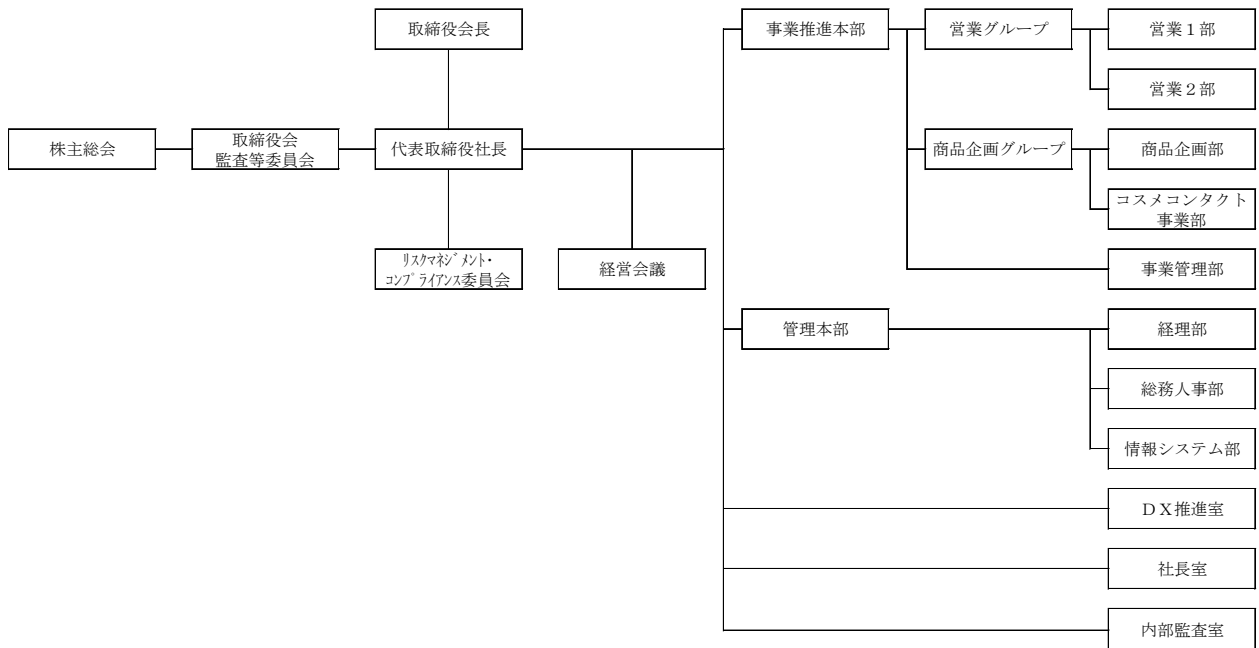 取締役会長
事業推進本部
営業グループ
営業１部
営業２部
株主総会
取締役会
監査等委員会
代表取締役社長
商品企画グループ
商品企画部
コスメコンタクト
事業部
リスクマネジメント・
コンプライアンス委員会
経営会議
事業管理部
管理本部
経理部
総務人事部
情報システム部
ＤＸ推進室
社長室
内部監査室